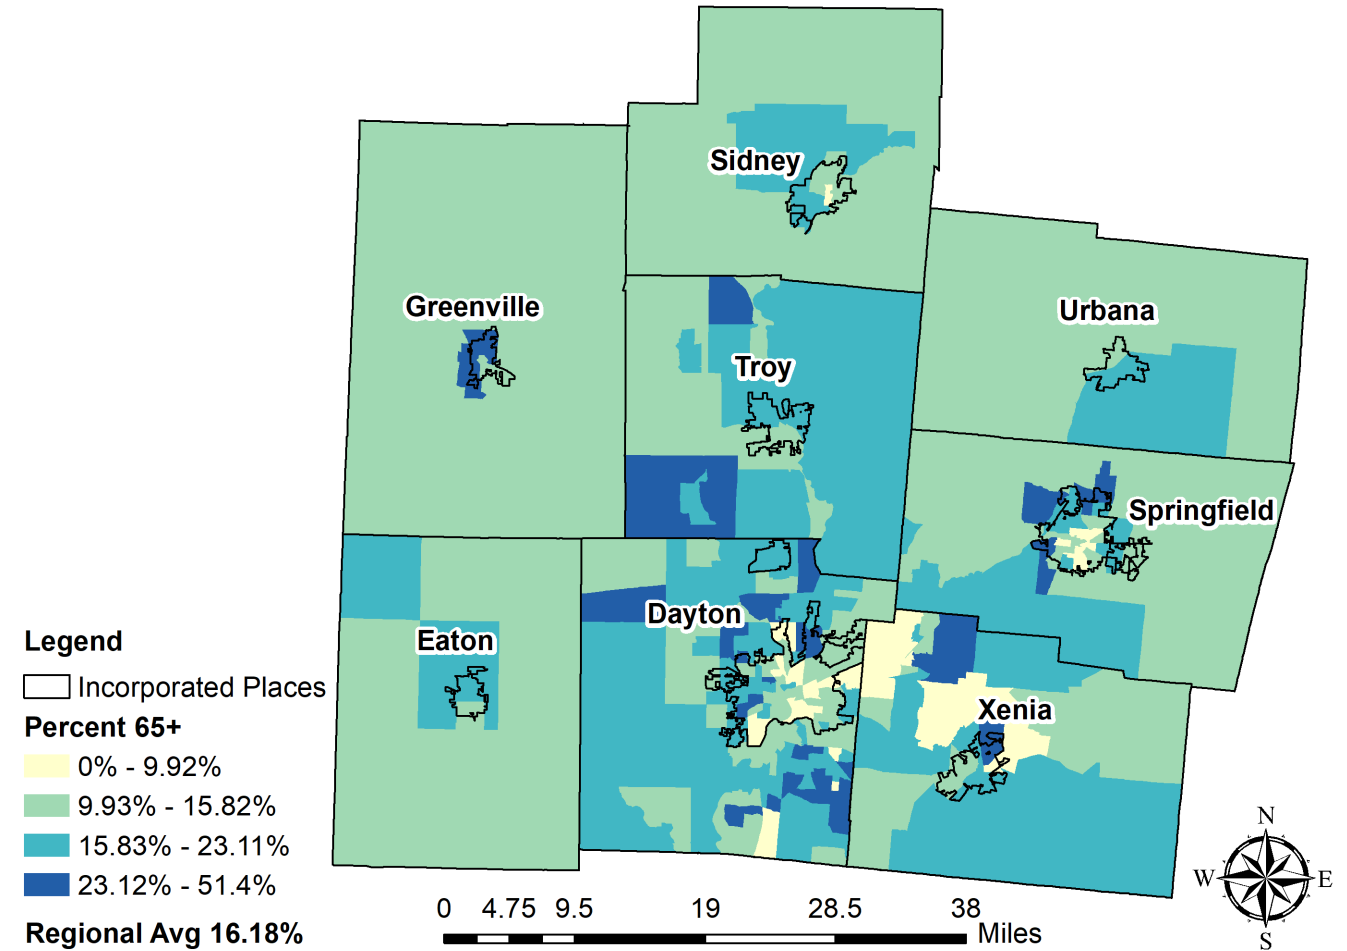 Sidney
Greenville
Urbana
Troy
Springfield
Dayton
Eaton
Xenia
Legend
Incorporated Places
Percent 65+
0% - 9.92%
9.93% - 15.82%
15.83% - 23.11%
23.12% - 51.4%
Regional Avg 16.18%
0 4.75 9.5 19 28.5 38
Miles
N
W E
S